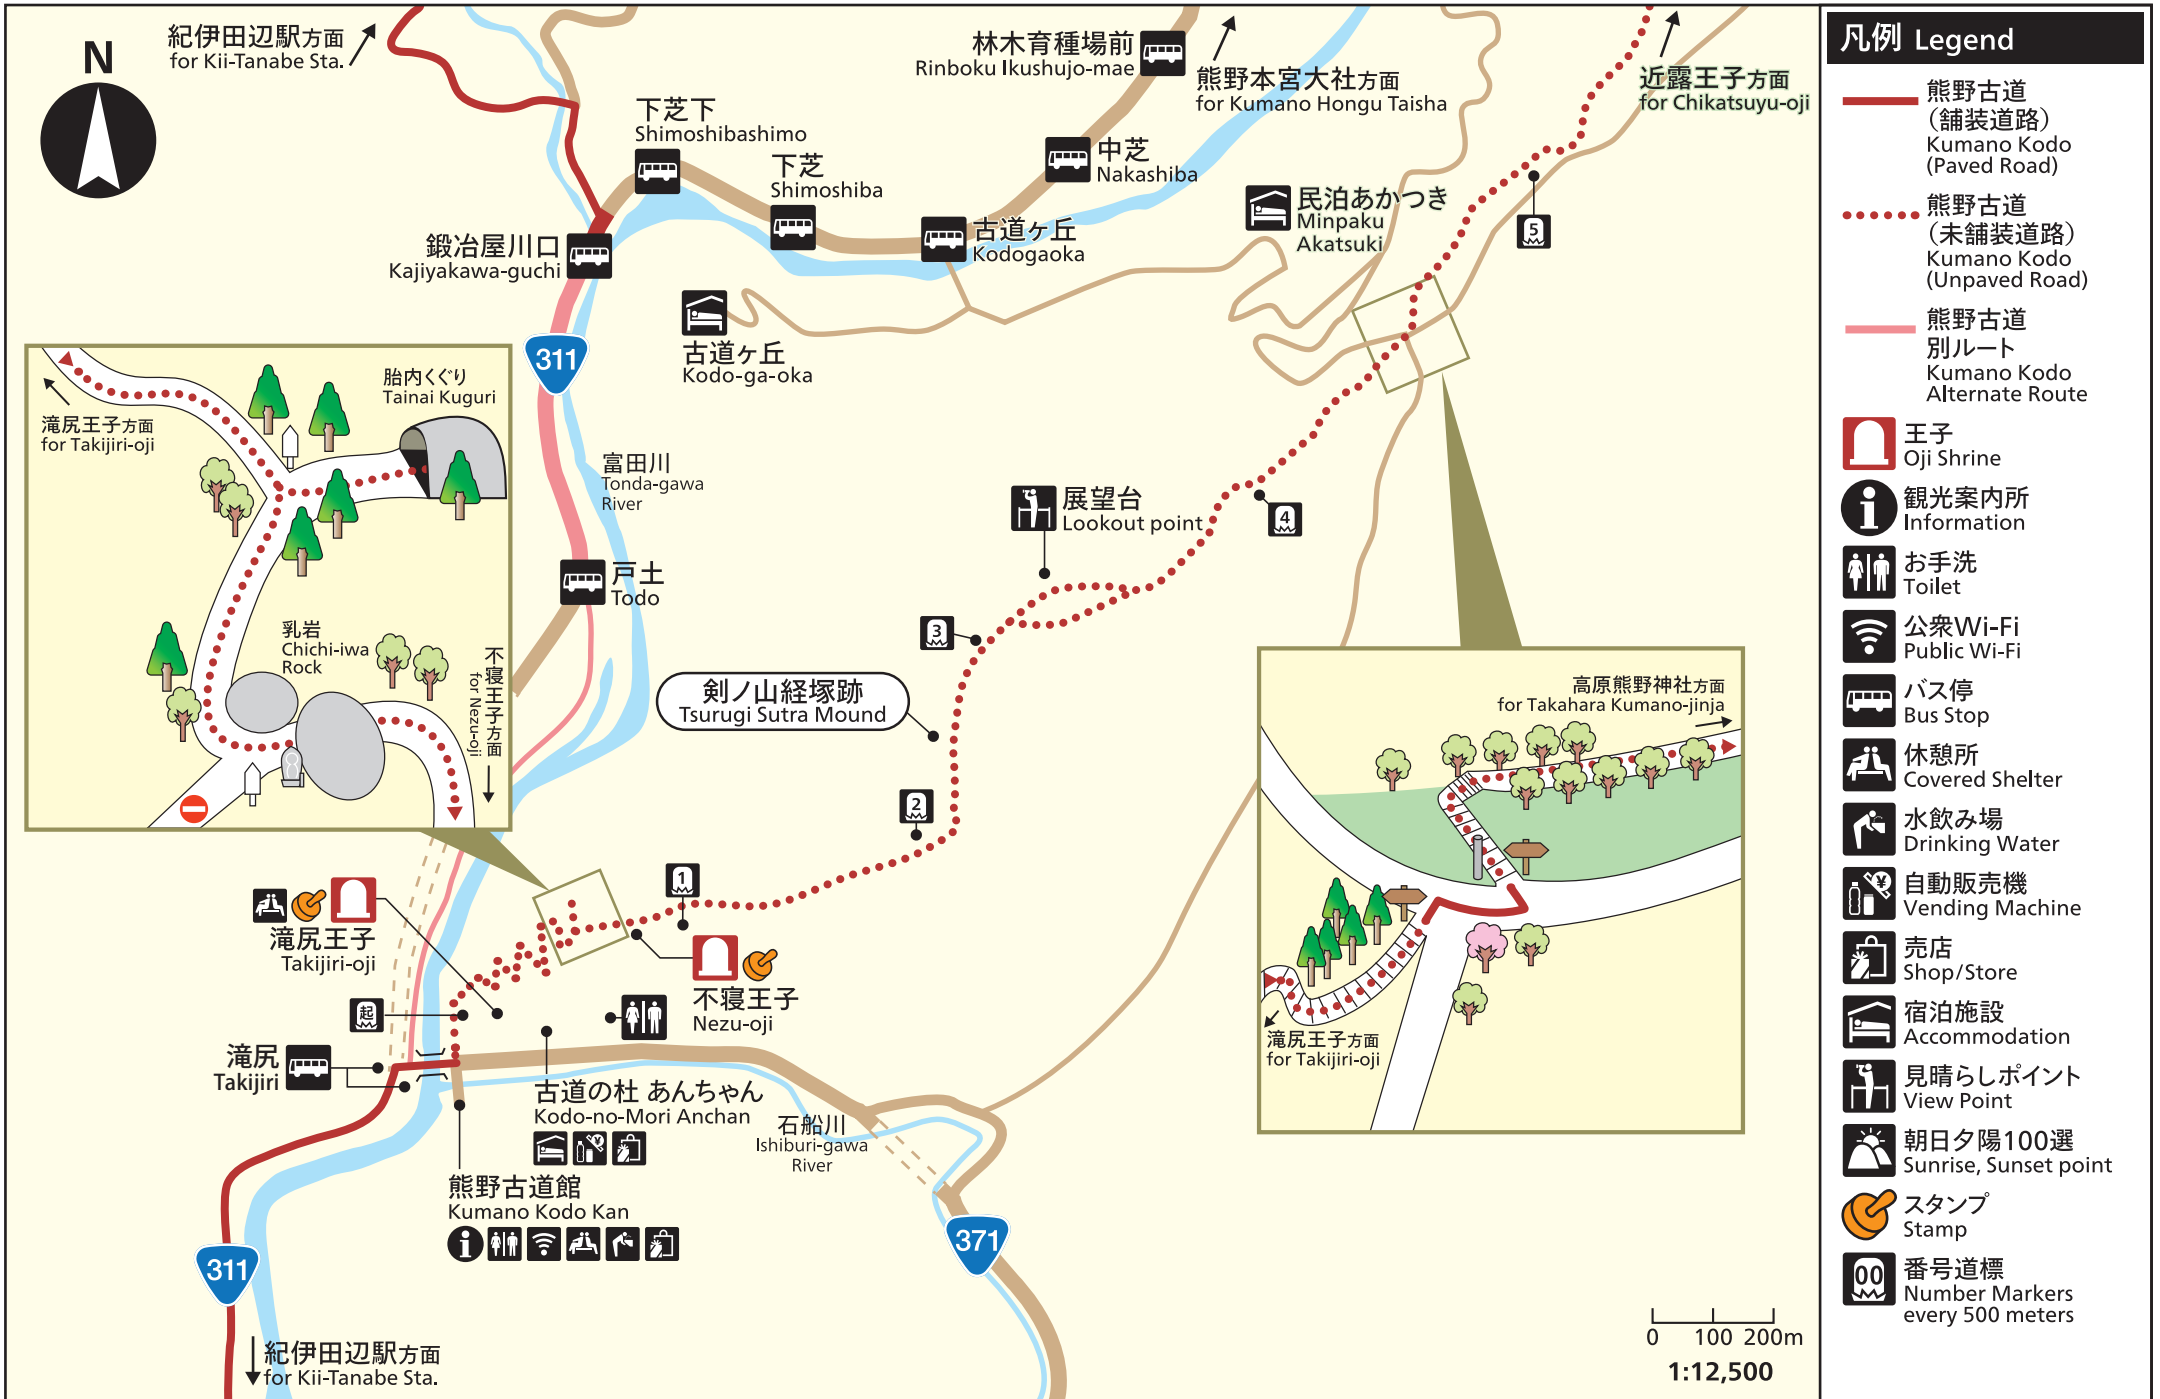 紀伊田辺駅方面
for Kii-Tanabe Sta.
N
林木育種場前
Rinboku Ikushujo-mae
熊野本宮大社方面
for Kumano Hongu Taisha
近露王子方面
for Chikatsuyu-oji
下芝下
Shimoshibashimo
下芝
Shimoshiba
中芝
Nakashiba
民泊あかつき
Minpaku
Akatsuki
5
鍛冶屋川口
Kajiyakawa-guchi
古道ヶ丘
Kodogaoka
古道ヶ丘
Kodo-ga-oka
311
胎内くぐり
Tainai Kuguri
滝尻王子方面
for Takijiri-oji
乳岩
Chichi-iwa
Rock
不寝王子方面
for Nezu-oji
富田川
Tonda-gawa
River
展望台
Lookout point
4
戸土
Todo
3
剣ノ山経塚跡
Tsurugi Sutra Mound
2
1
高原熊野神社方面
for Takahara Kumano-jinja
滝尻王子方面
for Takijiri-oji
滝尻王子
Takijiri-oji
不寝王子
Nezu-oji
起
滝尻
Takijiri
古道の杜 あんちゃん
Kodo-no-Mori Anchan
¥
石船川
Ishiburi-gawa
River
熊野古道館
Kumano Kodo Kan
i
371
311
紀伊田辺駅方面
for Kii-Tanabe Sta.
0 100 200m
1:12,500
凡例 Legend
熊野古道
（舗装道路）
Kumano Kodo
(Paved Road)
熊野古道
（未舗装道路）
Kumano Kodo
(Unpaved Road)
熊野古道
別ルート
Kumano Kodo
Alternate Route
王子
Oji Shrine
i
観光案内所
Information
お手洗
Toilet
公衆Wi-Fi
Public Wi-Fi
バス停
Bus Stop
休憩所
Covered Shelter
水飲み場
Drinking Water
¥
自動販売機
Vending Machine
売店
Shop/Store
宿泊施設
Accommodation
見晴らしポイント
View Point
朝日夕陽100選
Sunrise, Sunset point
スタンプ
Stamp
00
番号道標
Number Markers
every 500 meters